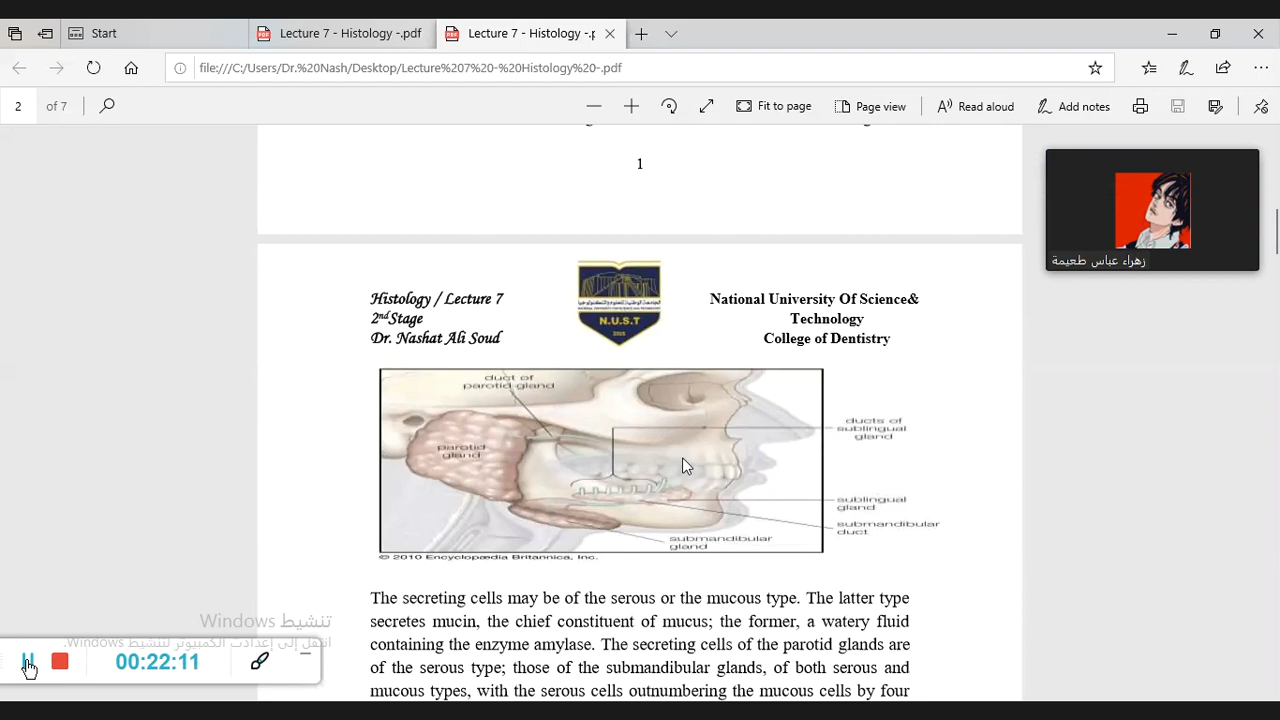 Start
Lecture 7 - Histology -.pdf
Lecture 7 - Histology -.p
file:///C:/Users/Dr.%20Nash/Desktop/Lecture%207%20-%20Histology%20-.pdf
2 of 7
Fit to page
Page view
Read aloud
Add notes
1
زهراء عباس طعيمة
Histology / Lecture 7
2nd Stage
Dr. Nashat Ali Soud
N.U.S.T
National University Of Science&
Technology
College of Dentistry
duct of
parotid gland
parotid
gland
ducts of
sublingual
gland
sublingual
gland
submandibular
duct
submandibular
gland
© 2010 Encyclopædia Britannica, Inc.
The secreting cells may be of the serous or the mucous type. The latter type
secretes mucin, the chief constituent of mucus; the former, a watery fluid
containing the enzyme amylase. The secreting cells of the parotid glands are
of the serous type; those of the submandibular glands, of both serous and
mucous types, with the serous cells outnumbering the mucous cells by four
تنشيط Windows
انتقل إلى إعدادات الكمبيوتر لتنشيط Windows.
00:22:11